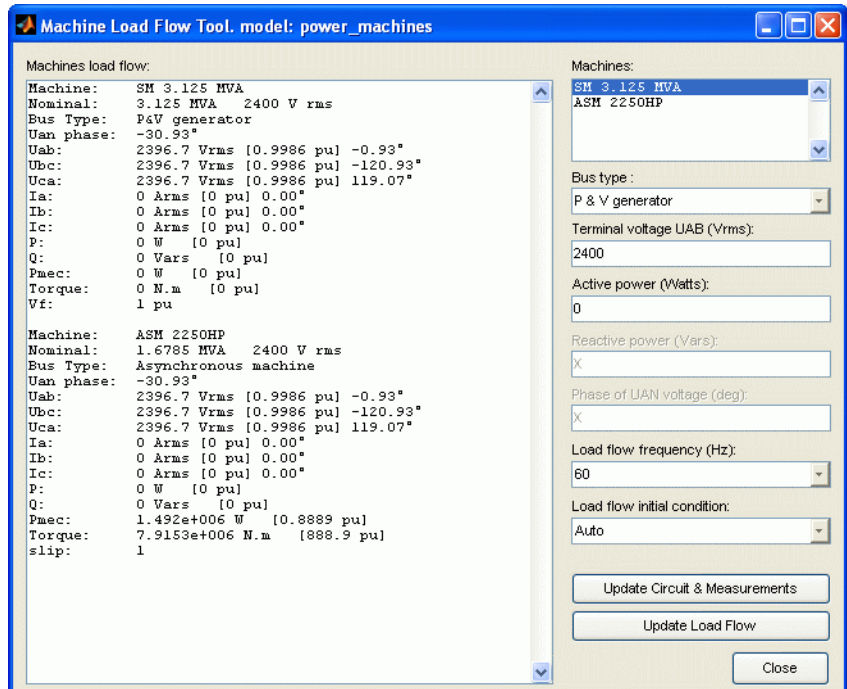 Machine Load Flow Tool. model: power_machines
Machines load flow:
Machine: SM 3.125 MVA
Nominal: 3.125 MVA 2400 V rms
Bus Type: P&V generator
Uan phase: -30.93°
Uab: 2396.7 Vrms [0.9986 pu] -0.93°
Ubc: 2396.7 Vrms [0.9986 pu] -120.93°
Uca: 2396.7 Vrms [0.9986 pu] 119.07°
Ia: 0 Arms [0 pu] 0.00°
Ib: 0 Arms [0 pu] 0.00°
Ic: 0 Arms [0 pu] 0.00°
P: 0 W [0 pu]
Q: 0 Vars [0 pu]
Pmec: 0 W [0 pu]
Torque: 0 N.m [0 pu]
Vf: 1 pu
Machine: ASM 2250HP
Nominal: 1.6785 MVA 2400 V rms
Bus Type: Asynchronous machine
Uan phase: -30.93°
Uab: 2396.7 Vrms [0.9986 pu] -0.93°
Ubc: 2396.7 Vrms [0.9986 pu] -120.93°
Uca: 2396.7 Vrms [0.9986 pu] 119.07°
Ia: 0 Arms [0 pu] 0.00°
Ib: 0 Arms [0 pu] 0.00°
Ic: 0 Arms [0 pu] 0.00°
P: 0 W [0 pu]
Q: 0 Vars [0 pu]
Pmec: 1.492e+006 W [0.8889 pu]
Torque: 7.9153e+006 N.m [888.9 pu]
slip: 1
Machines:
SM 3.125 MVA
ASM 2250HP
Bus type :
P & V generator
Terminal voltage UAB (Vrms):
2400
Active power (Watts):
0
Reactive power (Vars):
X
Phase of UAN voltage (deg):
X
Load flow frequency (Hz):
60
Load flow initial condition:
Auto
Update Circuit & Measurements
Update Load Flow
Close